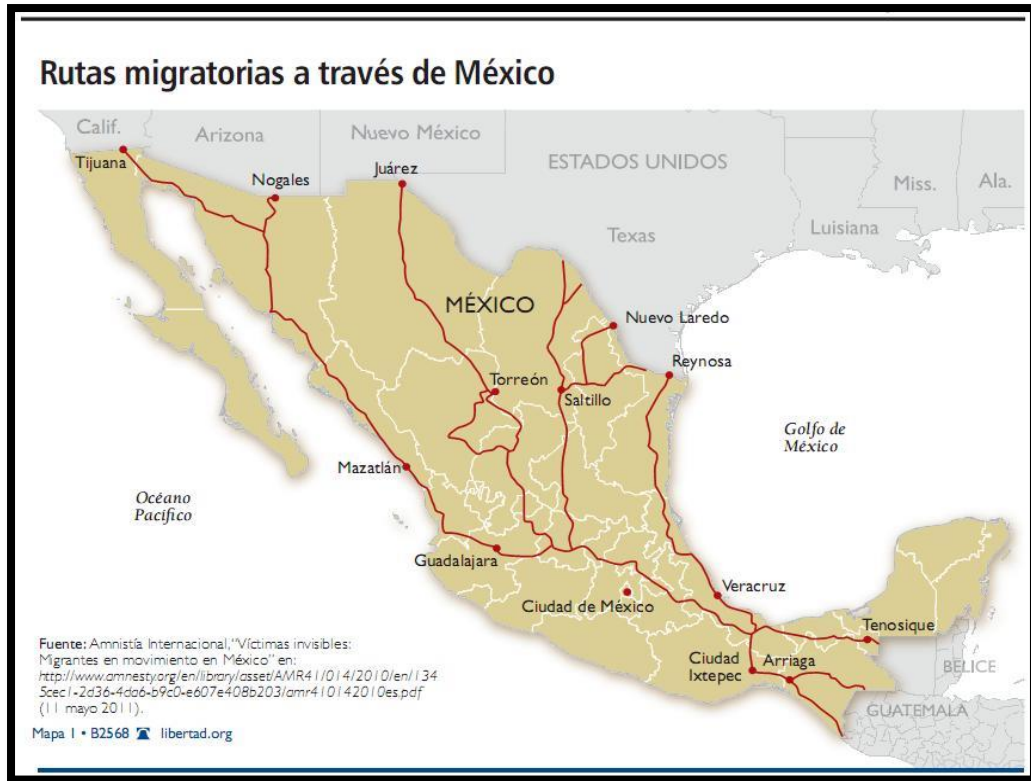 Rutas migratorias a través de México
Calif.
Arizona
Nuevo México
ESTADOS UNIDOS
Tijuana
Nogales
Juárez
Miss.
Ala.
Texas
Luisiana
MÉXICO
Nuevo Laredo
Reynosa
Torreón
Saltillo
Golfo de
México
Mazatlán
Océano
Pacífico
Guadalajara
Veracruz
Ciudad de México
Tenosique
Ciudad
Ixtepec
Arriaga
BELICE
GUATEMALA
Fuente: Amnistía Internacional, "Víctimas invisibles:
Migrantes en movimiento en México" en:
http://www.amnesty.org/en/library/asset/AMR41/014/2010/en/134
5cec1-2d36-4da6-b9c0-e607e408b203/amr410142010es.pdf
(11 mayo 2011).
Mapa 1 • B2568 libertad.org